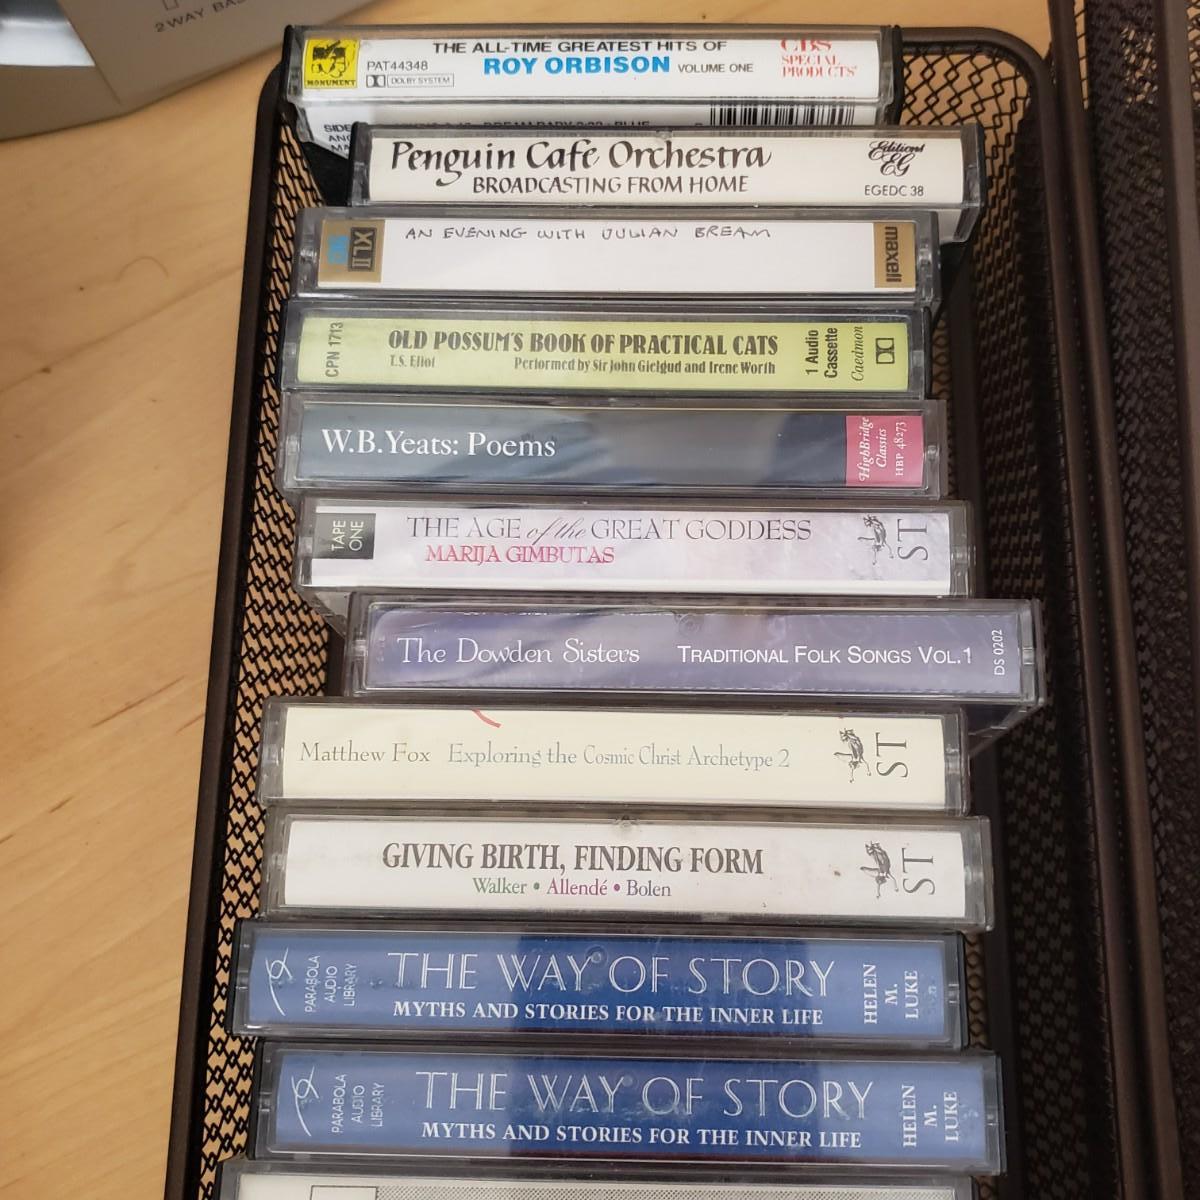 2WAY BAS
MONUMENT
PAT44348
DOLBY SYSTEM
THE ALL-TIME GREATEST HITS OF
ROY ORBISON VOLUME ONE
CBS
SPECIAL
PRODUCTS
SIDE
Penguin Cafe Orchestra
BROADCASTING FROM HOME
Editions
EG
EGEDC 38
XL II
AN EVENING WITH JULIAN BREAM
maxell
CPN 1713
OLD POSSUM'S BOOK OF PRACTICAL CATS
T.S. Eliot Performed by Sir John Gielgud and Irene Worth
1 Audio
Cassette
Caedmon
W.B.Yeats: Poems
HighBridge
Classics
HBP 48273
TAPE
ONE
THE AGE of the GREAT GODDESS
MARIJA GIMBUTAS
ST
The Dowden Sisters TRADITIONAL FOLK SONGS VOL.1
DS 0202
Matthew Fox Exploring the Cosmic Christ Archetype 2
ST
GIVING BIRTH, FINDING FORM
Walker • Allendé • Bolen
ST
PARABOLA
AUDIO
LIBRARY
THE WAY OF STORY
MYTHS AND STORIES FOR THE INNER LIFE
HELEN
M.
LUKE
PARABOLA
AUDIO
LIBRARY
THE WAY OF STORY
MYTHS AND STORIES FOR THE INNER LIFE
HELEN
M.
LUKE